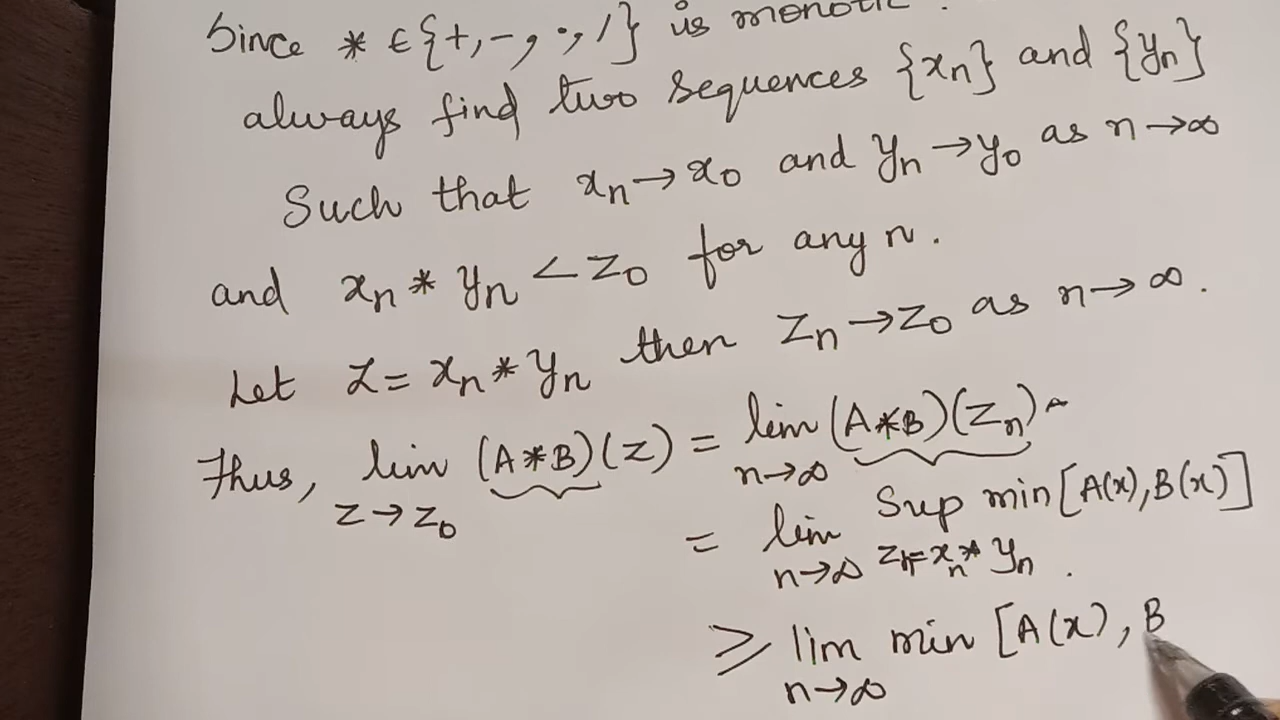 Since * ∈ {+, -, ·, /} is
always find two sequences {xn} and {yn}
Such that xn → x0 and yn → y0 as n → ∞
and xn * yn < z0 for any n.
Let Z = xn * yn then Zn → Z0 as n → ∞.
Thus, lim (A*B)(Z) = lim (A*B)(Zn)
Z → Z0 n → ∞
= lim Sup min [A(x), B(x)]
n → ∞ Zn = xn * yn.
≥ lim min [A(x), B
n → ∞